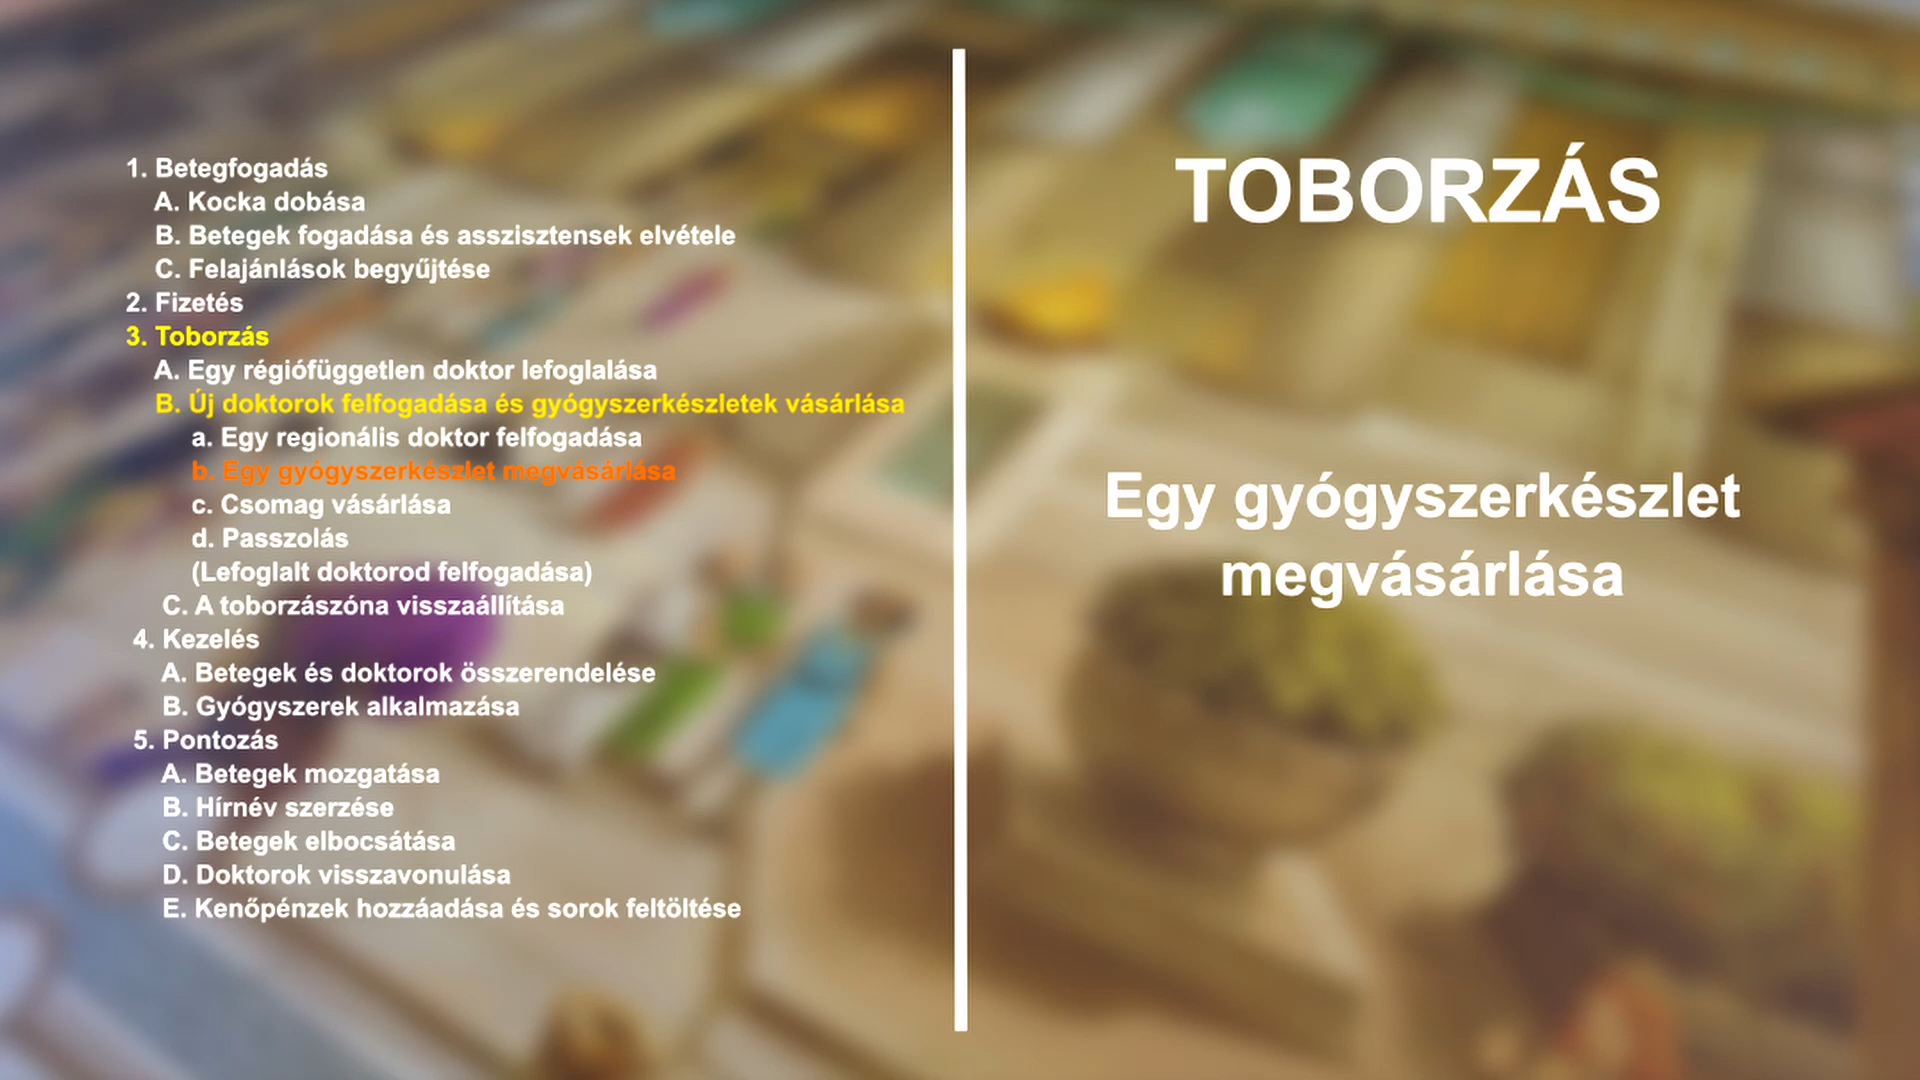 1. Betegfogadás
A. Kocka dobása
B. Betegek fogadása és asszisztensek elvétele
C. Felajánlások begyűjtése
2. Fizetés
3. Toborzás
A. Egy régiófüggetlen doktor lefoglalása
B. Új doktorok felfogadása és gyógyszerkészletek vásárlása
a. Egy regionális doktor felfogadása
b. Egy gyógyszerkészlet megvásárlása
c. Csomag vásárlása
d. Passzolás
(Lefoglalt doktorod felfogadása)
C. A toborzászóna visszaállítása
4. Kezelés
A. Betegek és doktorok összerendelése
B. Gyógyszerek alkalmazása
5. Pontozás
A. Betegek mozgatása
B. Hírnév szerzése
C. Betegek elbocsátása
D. Doktorok visszavonulása
E. Kenőpénzek hozzáadása és sorok feltöltése
TOBORZÁS
Egy gyógyszerkészlet
megvásárlása